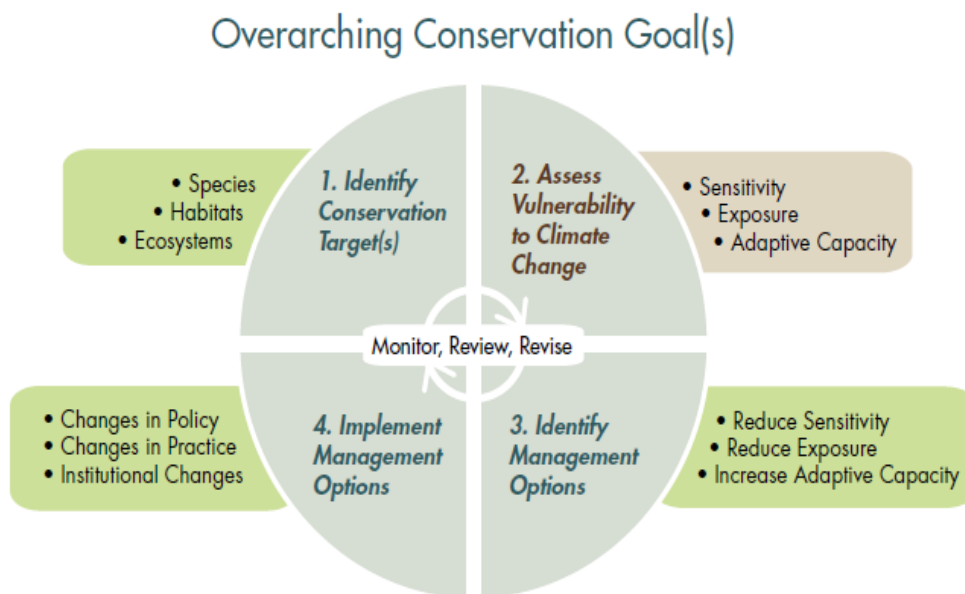 Overarching Conservation Goal(s)
• Species
• Habitats
• Ecosystems
1. Identify
Conservation
Target(s)
2. Assess
Vulnerability
to Climate
Change
• Sensitivity
• Exposure
• Adaptive Capacity
Monitor, Review, Revise
• Changes in Policy
• Changes in Practice
• Institutional Changes
4. Implement
Management
Options
3. Identify
Management
Options
• Reduce Sensitivity
• Reduce Exposure
• Increase Adaptive Capacity